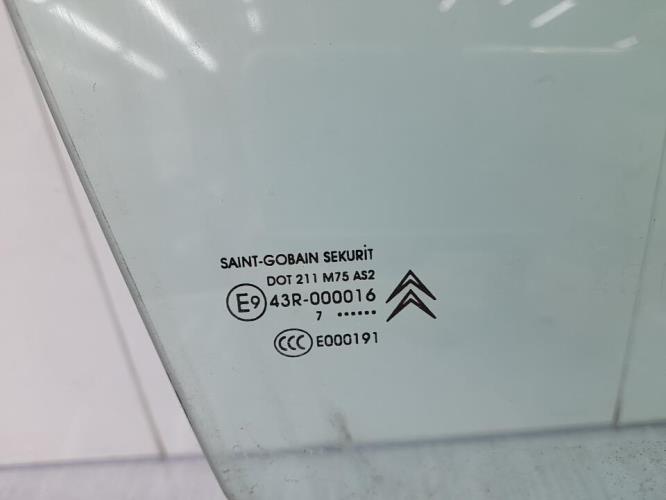 SAINT-GOBAIN SEKURIT
DOT 211 M75 AS2
E9 43R-000016
7 ......
CCC E000191